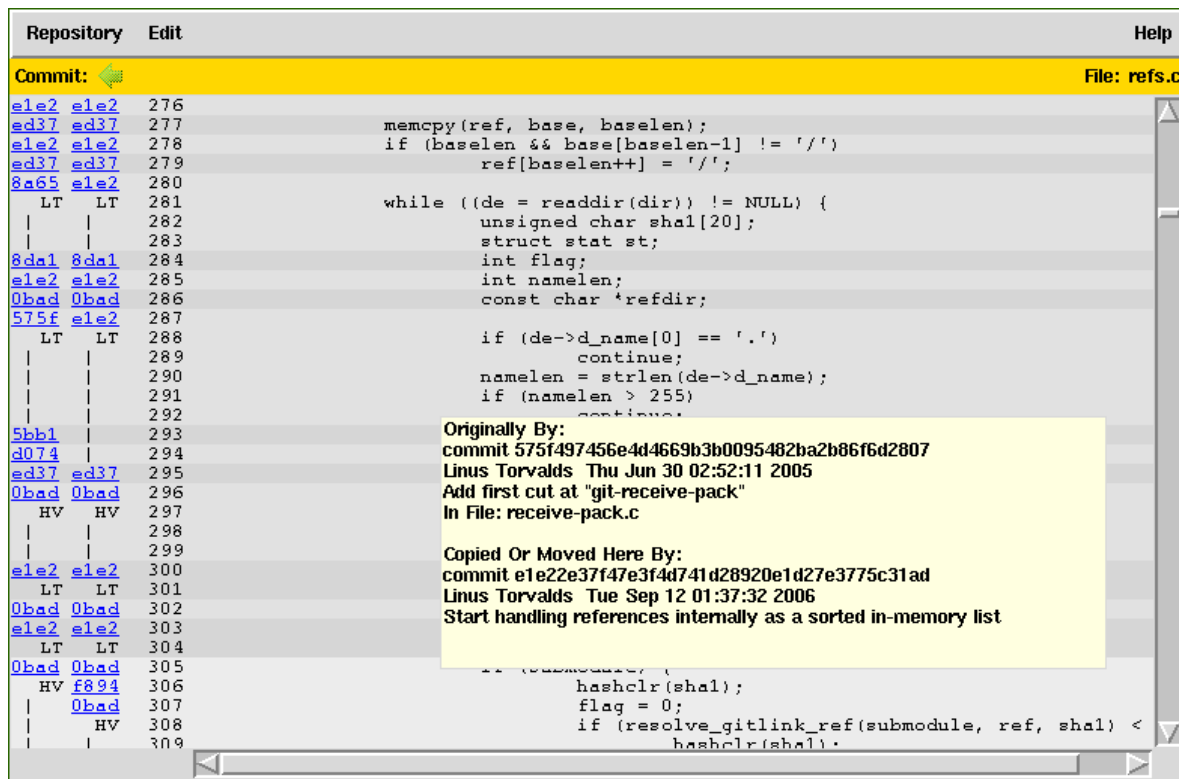 Repository Edit Help
Commit: File: refs.c
e1e2 e1e2 276
ed37 ed37 277 memcpy(ref, base, baselen);
e1e2 e1e2 278 if (baselen && base[baselen-1] != '/')
ed37 ed37 279 ref[baselen++] = '/';
8a65 e1e2 280
LT LT 281 while ((de = readdir(dir)) != NULL) {
| | 282 unsigned char sha1[20];
| | 283 struct stat st;
8da1 8da1 284 int flag;
e1e2 e1e2 285 int namelen;
0bad 0bad 286 const char *refdir;
575f e1e2 287
LT LT 288 if (de->d_name[0] == '.')
| | 289 continue;
| | 290 namelen = strlen(de->d_name);
| | 291 if (namelen > 255)
| | 292 continue;
5bb1 | 293
d074 | 294
ed37 ed37 295
0bad 0bad 296
HV HV 297
| | 298
| | 299
e1e2 e1e2 300
LT LT 301
0bad 0bad 302
e1e2 e1e2 303
LT LT 304
Originally By:
commit 575f497456e4d4669b3b0095482ba2b86f6d2807
Linus Torvalds Thu Jun 30 02:52:11 2005
Add first cut at "git-receive-pack"
In File: receive-pack.c
Copied Or Moved Here By:
commit e1e22e37f47e3f4d741d28920e1d27e3775c31ad
Linus Torvalds Tue Sep 12 01:37:32 2006
Start handling references internally as a sorted in-memory list
0bad 0bad 305 if (submodule) {
HV f894 306 hashclr(sha1);
| 0bad 307 flag = 0;
| HV 308 if (resolve_gitlink_ref(submodule, ref, sha1) <
| | 309 hashclr(sha1);